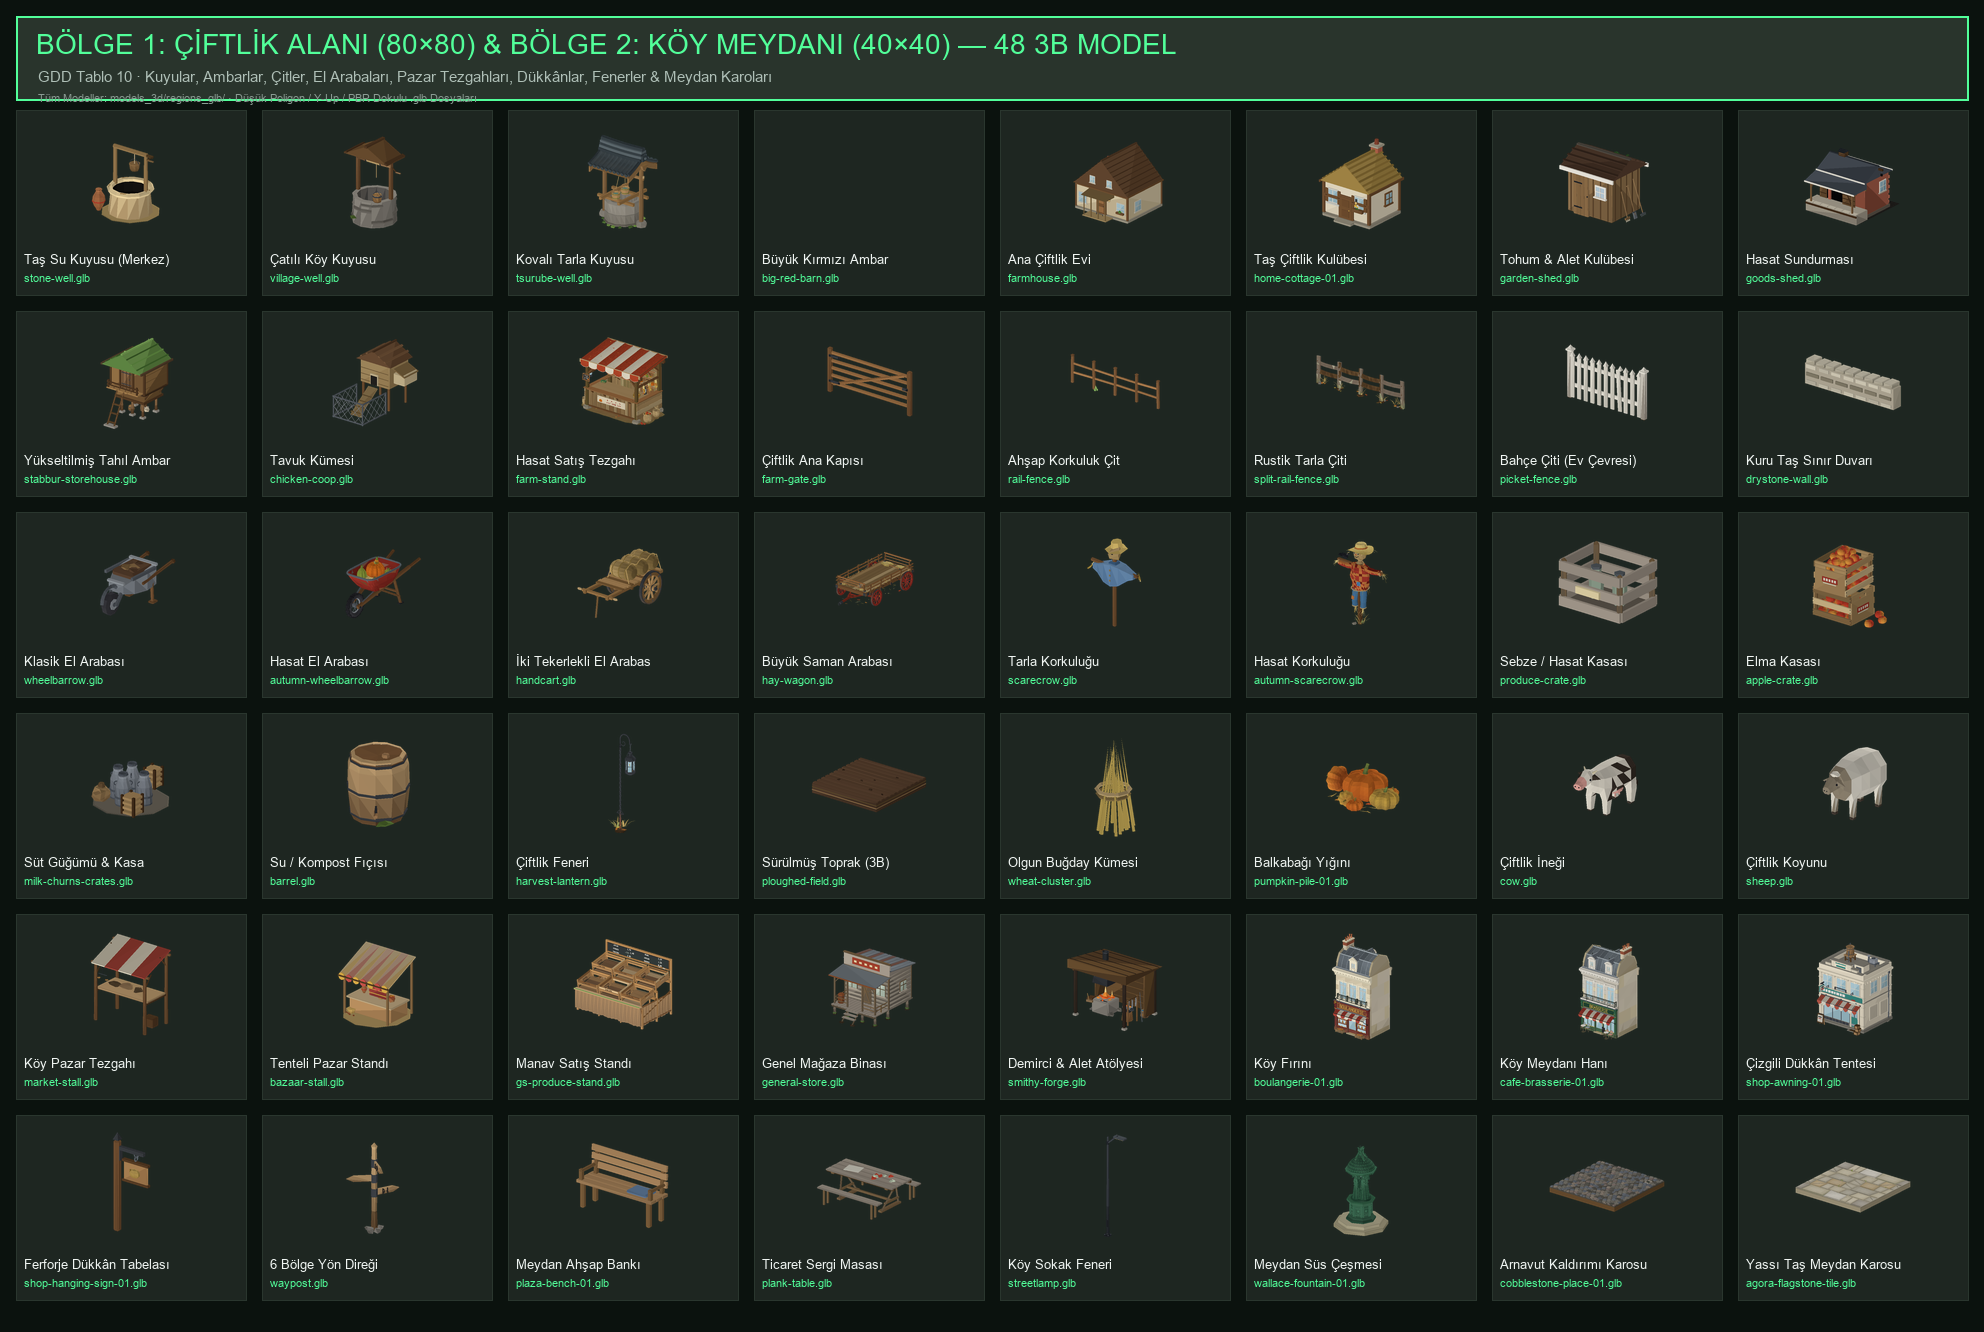 BÖLGE 1: ÇİFTLİK ALANI (80×80) & BÖLGE 2: KÖY MEYDANI (40×40) — 48 3B MODEL
GDD Tablo 10 · Kuyular, Ambarlar, Çitler, El Arabaları, Pazar Tezgahları, Dükkânlar, Fenerler & Meydan Karoları
Tüm Modeller: models_3d/regions_glb/ · Düşük Poligon / Y-Up / PBR Dokulu .glb Dosyaları
Taş Su Kuyusu (Merkez)
stone-well.glb
Çatılı Köy Kuyusu
village-well.glb
Kovalı Tarla Kuyusu
tsurube-well.glb
Büyük Kırmızı Ambar
big-red-barn.glb
Ana Çiftlik Evi
farmhouse.glb
Taş Çiftlik Kulübesi
home-cottage-01.glb
Tohum & Alet Kulübesi
garden-shed.glb
Hasat Sundurması
goods-shed.glb
Yükseltilmiş Tahıl Ambar
stabbur-storehouse.glb
Tavuk Kümesi
chicken-coop.glb
Hasat Satış Tezgahı
farm-stand.glb
Çiftlik Ana Kapısı
farm-gate.glb
Ahşap Korkuluk Çit
rail-fence.glb
Rustik Tarla Çiti
split-rail-fence.glb
Bahçe Çiti (Ev Çevresi)
picket-fence.glb
Kuru Taş Sınır Duvarı
drystone-wall.glb
Klasik El Arabası
wheelbarrow.glb
Hasat El Arabası
autumn-wheelbarrow.glb
İki Tekerlekli El Arabas
handcart.glb
Büyük Saman Arabası
hay-wagon.glb
Tarla Korkuluğu
scarecrow.glb
Hasat Korkuluğu
autumn-scarecrow.glb
Sebze / Hasat Kasası
produce-crate.glb
Elma Kasası
apple-crate.glb
Süt Güğümü & Kasa
milk-churns-crates.glb
Su / Kompost Fıçısı
barrel.glb
Çiftlik Feneri
harvest-lantern.glb
Sürülmüş Toprak (3B)
ploughed-field.glb
Olgun Buğday Kümesi
wheat-cluster.glb
Balkabağı Yığını
pumpkin-pile-01.glb
Çiftlik İneği
cow.glb
Çiftlik Koyunu
sheep.glb
Köy Pazar Tezgahı
market-stall.glb
Tenteli Pazar Standı
bazaar-stall.glb
Manav Satış Standı
gs-produce-stand.glb
Genel Mağaza Binası
general-store.glb
Demirci & Alet Atölyesi
smithy-forge.glb
Köy Fırını
boulangerie-01.glb
Köy Meydanı Hanı
cafe-brasserie-01.glb
Çizgili Dükkân Tentesi
shop-awning-01.glb
Ferforje Dükkân Tabelası
shop-hanging-sign-01.glb
6 Bölge Yön Direği
waypost.glb
Meydan Ahşap Bankı
plaza-bench-01.glb
Ticaret Sergi Masası
plank-table.glb
Köy Sokak Feneri
streetlamp.glb
Meydan Süs Çeşmesi
wallace-fountain-01.glb
Arnavut Kaldırımı Karosu
cobblestone-place-01.glb
Yassı Taş Meydan Karosu
agora-flagstone-tile.glb